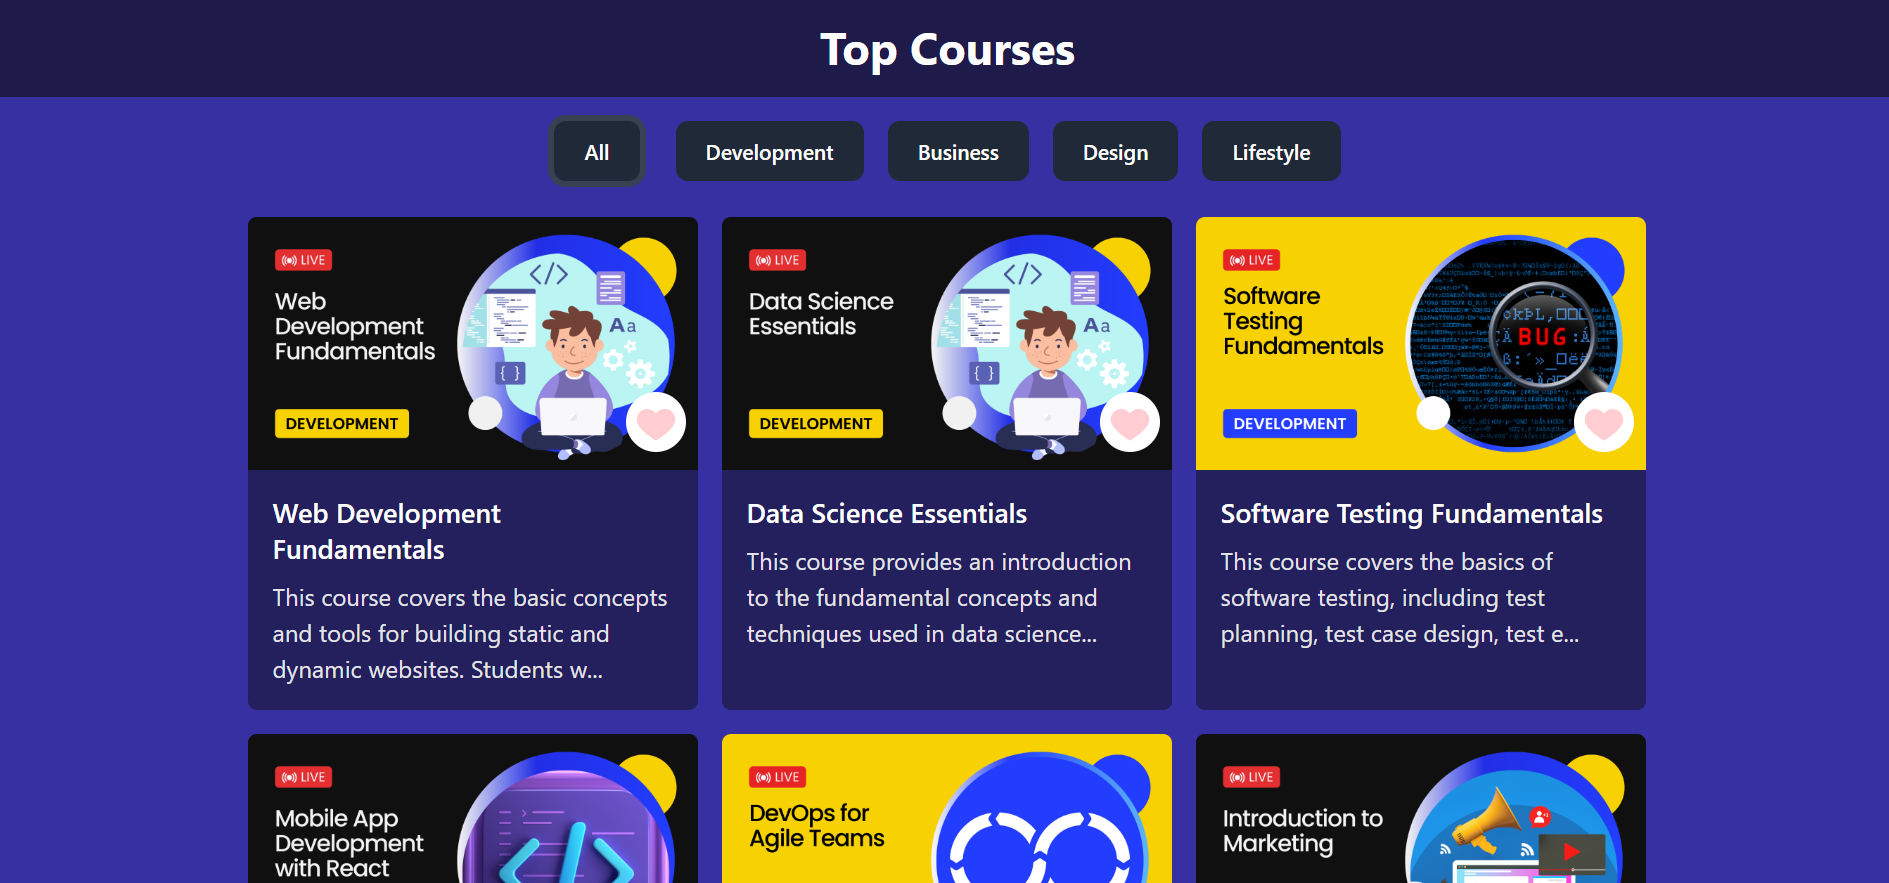 Top Courses
All
Development
Business
Design
Lifestyle
LIVE
Web
Development
Fundamentals
</>
Aa
{ }
DEVELOPMENT
Web Development
Fundamentals
This course covers the basic concepts
and tools for building static and
dynamic websites. Students w...
LIVE
Data Science
Essentials
</>
Aa
{ }
DEVELOPMENT
Data Science Essentials
This course provides an introduction
to the fundamental concepts and
techniques used in data science...
LIVE
Software
Testing
Fundamentals
BUG
DEVELOPMENT
Software Testing Fundamentals
This course covers the basics of
software testing, including test
planning, test case design, test e...
LIVE
Mobile App
Development
with React
LIVE
DevOps for
Agile Teams
LIVE
Introduction to
Marketing